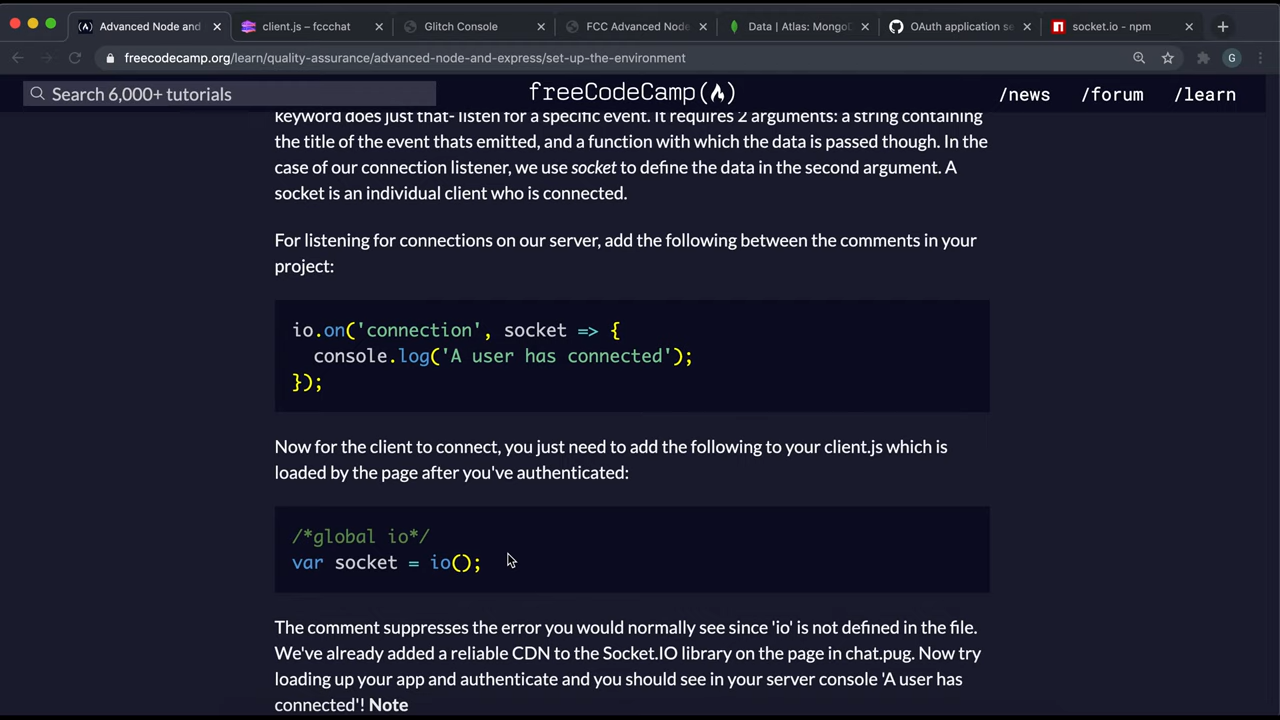 Advanced Node and
client.js – fccchat
Glitch Console
FCC Advanced Node
Data | Atlas: MongoD
OAuth application se
socket.io - npm
freecodecamp.org/learn/quality-assurance/advanced-node-and-express/set-up-the-environment
G
Search 6,000+ tutorials
freeCodeCamp
/news
/forum
/learn
keyword does just that- listen for a specific event. It requires 2 arguments: a string containing
the title of the event thats emitted, and a function with which the data is passed though. In the
case of our connection listener, we use socket to define the data in the second argument. A
socket is an individual client who is connected.
For listening for connections on our server, add the following between the comments in your
project:
io.on('connection', socket => {
console.log('A user has connected');
});
Now for the client to connect, you just need to add the following to your client.js which is
loaded by the page after you've authenticated:
/*global io*/
var socket = io();
The comment suppresses the error you would normally see since 'io' is not defined in the file.
We've already added a reliable CDN to the Socket.IO library on the page in chat.pug. Now try
loading up your app and authenticate and you should see in your server console 'A user has
connected'! Note